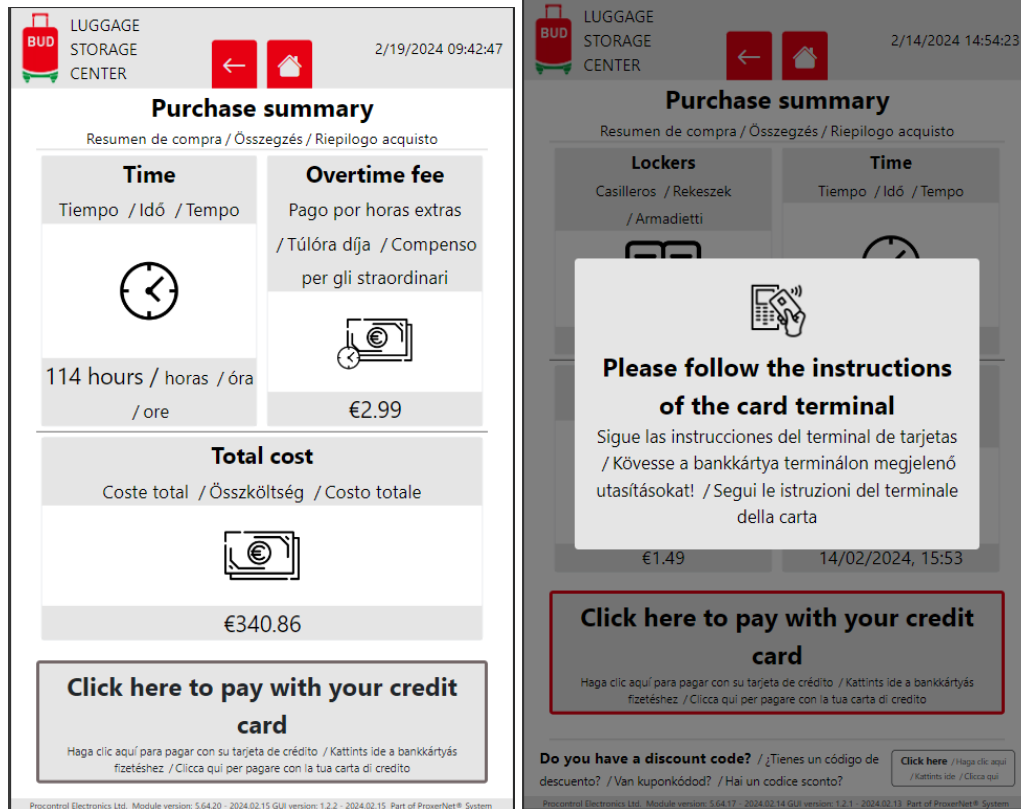 LUGGAGE
STORAGE
CENTER
BUD
2/19/2024 09:42:47
Purchase summary
Resumen de compra / Összegzés / Riepilogo acquisto
Time
Tiempo / Idő / Tempo
114 hours / horas / óra
/ ore
Overtime fee
Pago por horas extras
/ Túlóra díja / Compenso
per gli straordinari
€2.99
Total cost
Coste total / Összköltség / Costo totale
€340.86
Click here to pay with your credit
card
Haga clic aquí para pagar con su tarjeta de crédito / Kattints ide a bankkártyás
fizetéshez / Clicca qui per pagare con la tua carta di credito
Procontrol Electronics Ltd. Module version: 5.64.20 - 2024.02.15 GUI version: 1.2.2 - 2024.02.15 Part of ProxerNet® System
LUGGAGE
STORAGE
CENTER
BUD
2/14/2024 14:54:23
Purchase summary
Resumen de compra / Összegzés / Riepilogo acquisto
Lockers
Casilleros / Rekeszek
/ Armadietti
Time
Tiempo / Idő / Tempo
Please follow the instructions
of the card terminal
Sigue las instrucciones del terminal de tarjetas
/ Kövesse a bankkártya terminálon megjelenő
utasításokat! / Segui le istruzioni del terminale
della carta
€1.49
14/02/2024, 15:53
Click here to pay with your credit
card
Haga clic aquí para pagar con su tarjeta de crédito / Kattints ide a bankkártyás
fizetéshez / Clicca qui per pagare con la tua carta di credito
Do you have a discount code? / ¿Tienes un código de
descuento? / Van kuponkódod? / Hai un codice sconto?
Click here / Haga clic aquí
/ Kattints ide / Clicca qui
Procontrol Electronics Ltd. Module version: 5.64.17 - 2024.02.14 GUI version: 1.2.1 - 2024.02.13 Part of ProxerNet® System